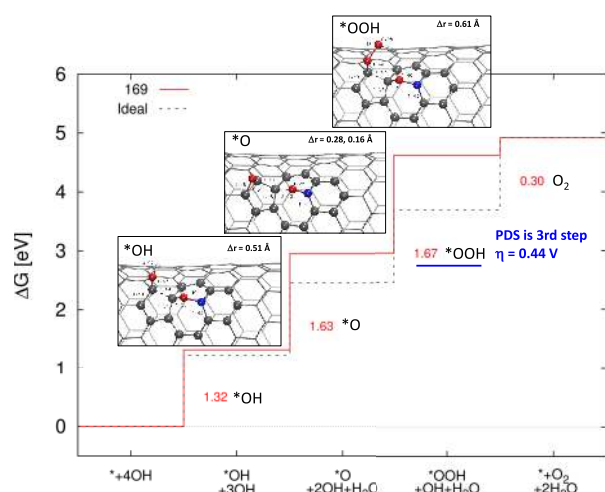 *OOH
Δr = 0.61 Å
6
169
Ideal
5
*O
Δr = 0.28, 0.16 Å
0.30 O₂
4
PDS is 3rd step
1.67 *OOH
η = 0.44 V
*OH
Δr = 0.51 Å
3
ΔG [eV]
2
1.63 *O
1
1.32 *OH
0
*+4OH
*OH
+3OH
*O
+2OH+H₂O
*OOH
+OH+H₂O
*+O₂
+2H₂O